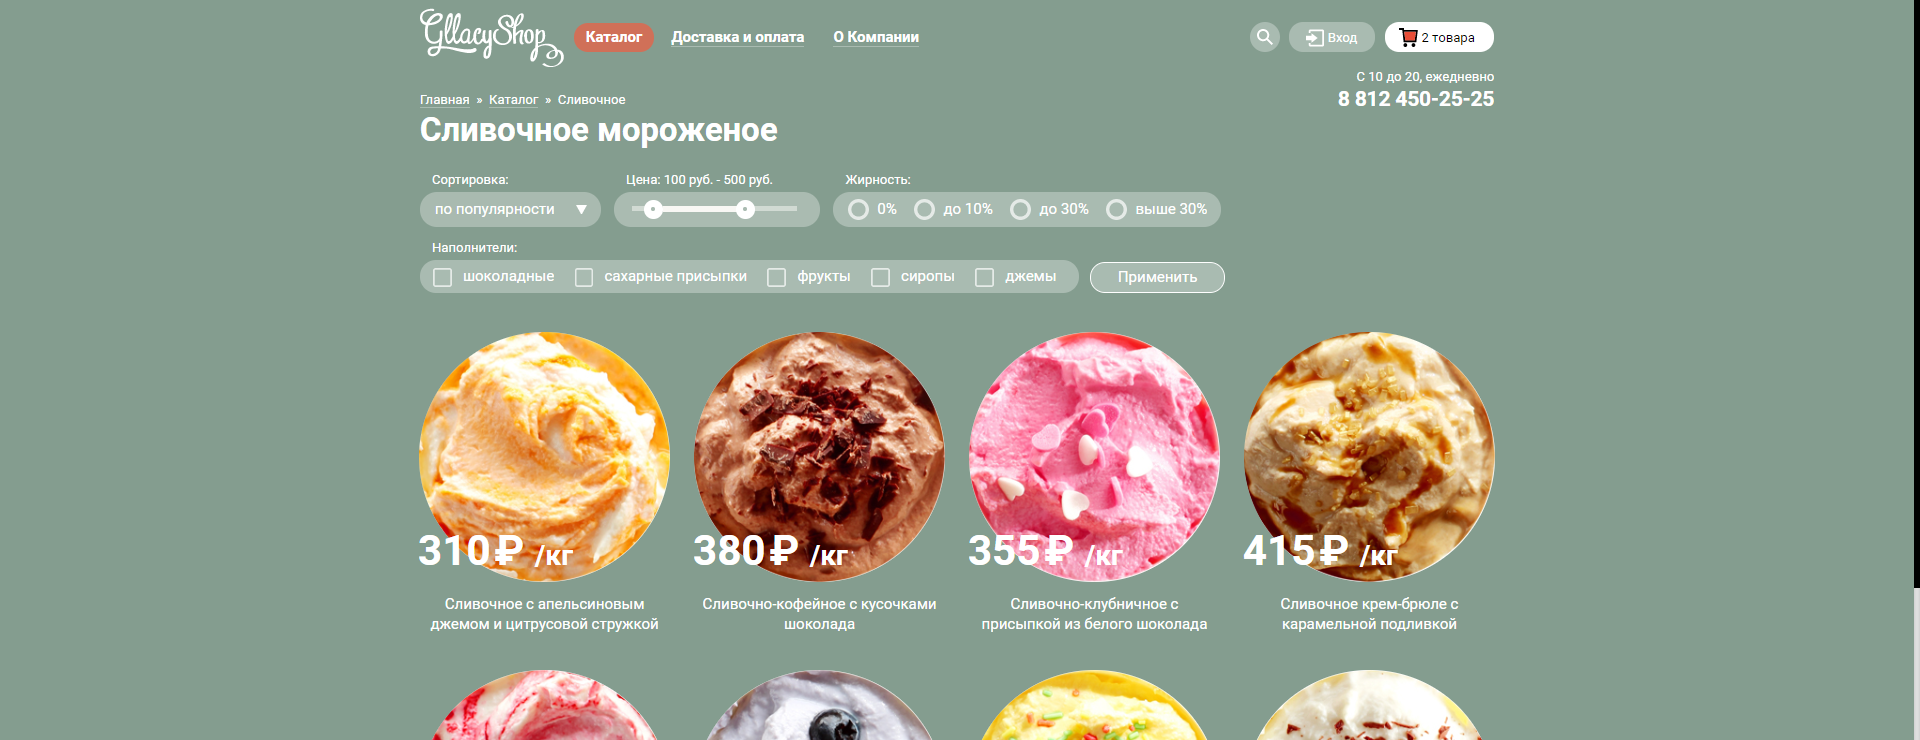 GllacyShop Каталог Доставка и оплата О Компании Вход 2 товара
С 10 до 20, ежедневно
8 812 450-25-25
Главная » Каталог » Сливочное
Сливочное мороженое
Сортировка: Цена: 100 руб. - 500 руб. Жирность:
по популярности 0% до 10% до 30% выше 30%
Наполнители:
шоколадные сахарные присыпки фрукты сиропы джемы Применить
310₽ /кг 380₽ /кг 355₽ /кг 415₽ /кг
Сливочное с апельсиновым
джемом и цитрусовой стружкой
Сливочно-кофейное с кусочками
шоколада
Сливочно-клубничное с
присыпкой из белого шоколада
Сливочное крем-брюле с
карамельной подливкой